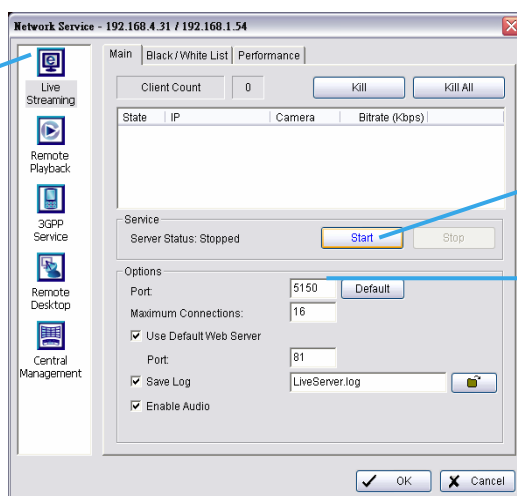 Network Service - 192.168.4.31 / 192.168.1.54
Live
Streaming
Remote
Playback
3GPP
Service
Remote
Desktop
Central
Management
Main
Black / White List
Performance
Client Count 0
Kill
Kill All
State IP Camera Bitrate (Kbps)
Service
Server Status: Stopped
Start
Stop
Options
Port: 5150 Default
Maximum Connections: 16
Use Default Web Server
Port: 81
Save Log LiveServer.log
Enable Audio
OK
Cancel